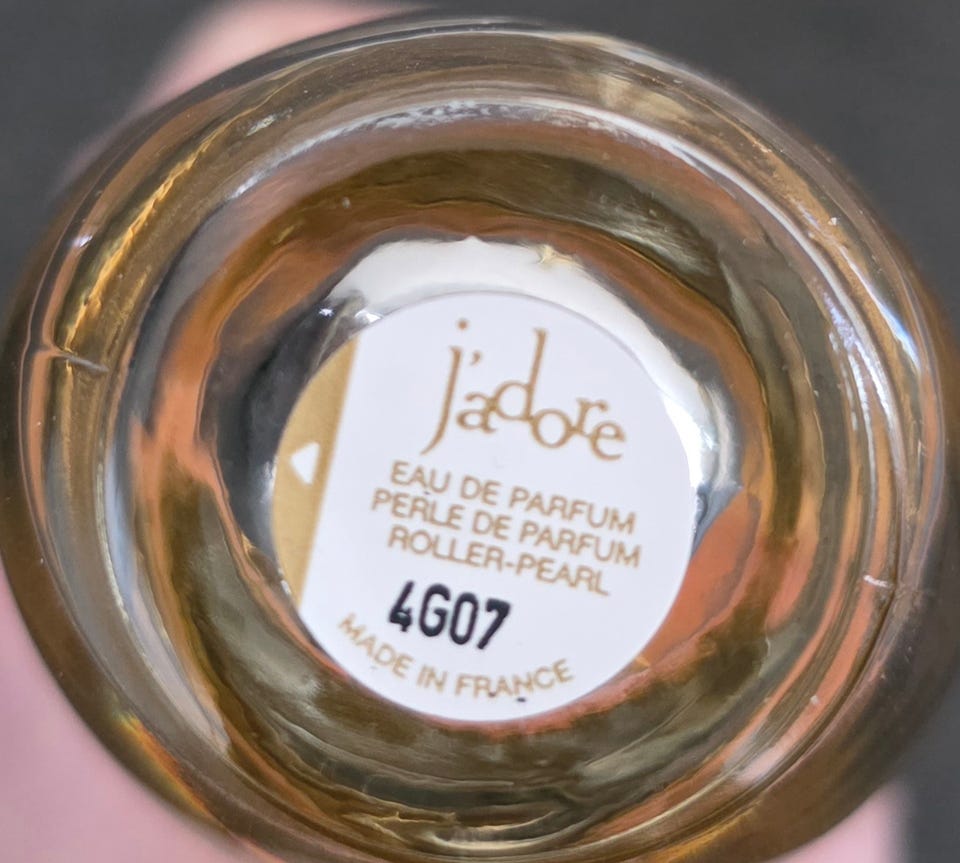 j'adore
EAU DE PARFUM
PERLE DE PARFUM
ROLLER-PEARL
4G07
MADE IN FRANCE